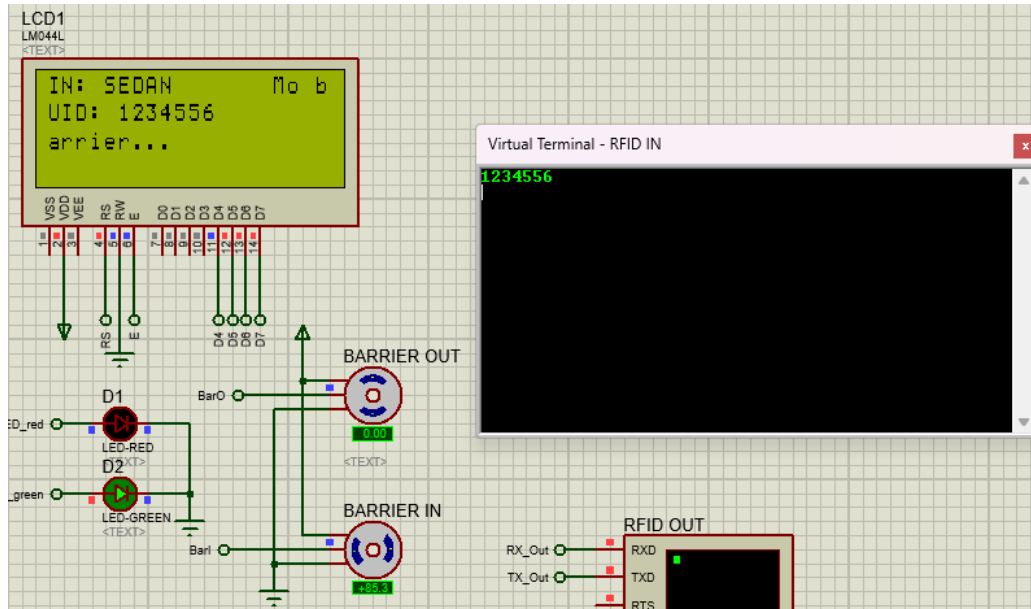 LCD1
LM044L
<TEXT>
IN: SEDAN Mo b
UID: 1234556
arrier...
VSS VDD VEE RS RW E D0 D1 D2 D3 D4 D5 D6 D7
1 2 3 4 5 6 7 8 9 10 11 12 13 14
RS E D4 D5 D6 D7
Virtual Terminal - RFID IN
x
1234556
BARRIER OUT
BarO
0.00
<TEXT>
D1
ED_red
LED-RED
<TEXT>
D2
_green
LED-GREEN
<TEXT>
BARRIER IN
BarI
+85.3
RFID OUT
RX_Out RXD
TX_Out TXD
RTS